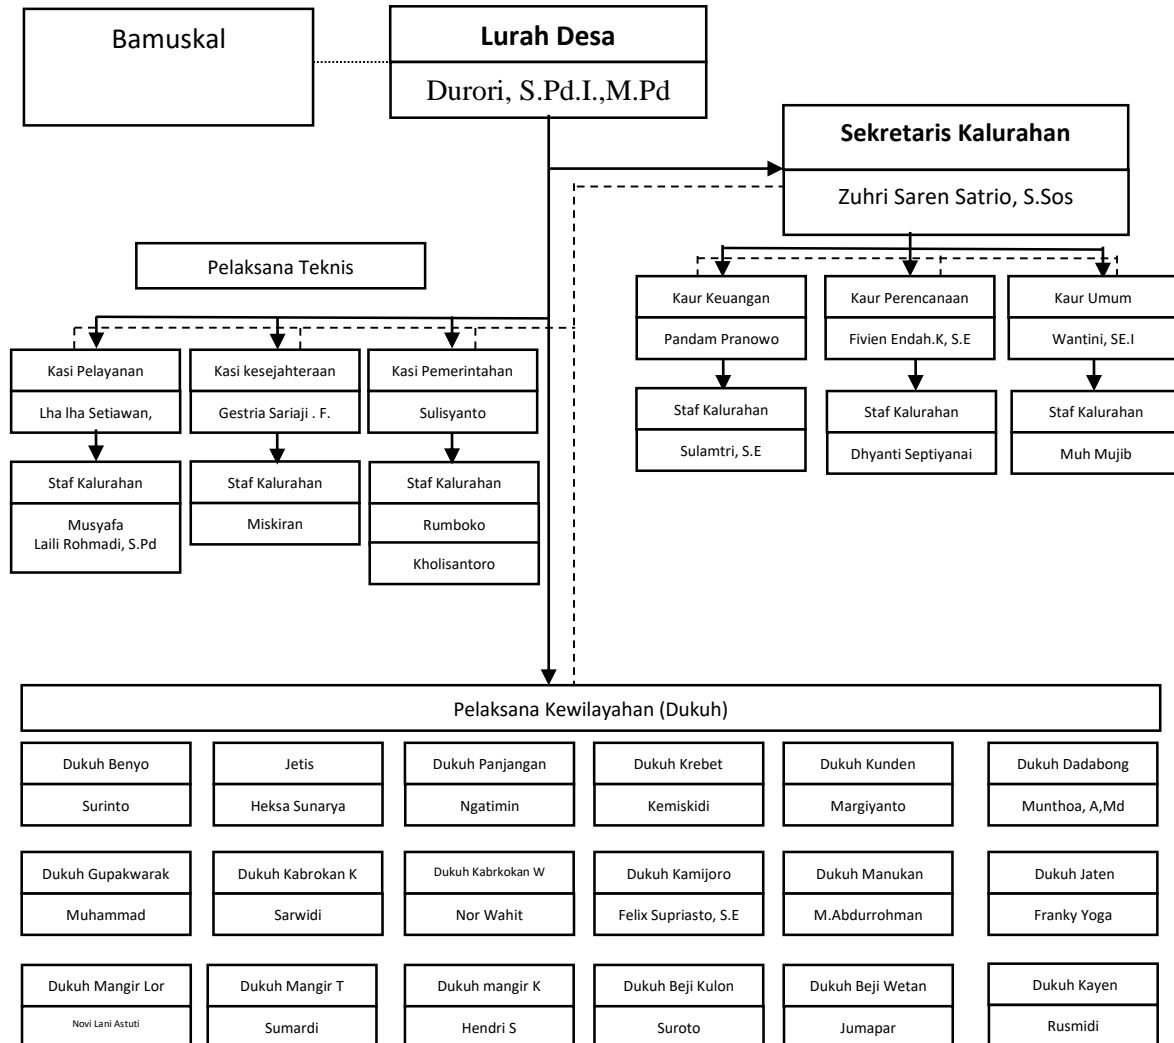 Bamuskal
Lurah Desa
Durori, S.Pd.I.,M.Pd
Sekretaris Kalurahan
Zuhri Saren Satrio, S.Sos
Pelaksana Teknis
Kaur Keuangan
Pandam Pranowo
Kaur Perencanaan
Fivien Endah.K, S.E
Kaur Umum
Wantini, SE.I
Staf Kalurahan
Sulamtri, S.E
Staf Kalurahan
Dhyanti Septiyanai
Staf Kalurahan
Muh Mujib
Kasi Pelayanan
Lha lha Setiawan,
Kasi kesejahteraan
Gestria Sariaji . F.
Kasi Pemerintahan
Sulisyanto
Staf Kalurahan
Musyafa
Laili Rohmadi, S.Pd
Staf Kalurahan
Miskiran
Staf Kalurahan
Rumboko
Kholisantoro
Pelaksana Kewilayahan (Dukuh)
Dukuh Benyo
Surinto
Jetis
Heksa Sunarya
Dukuh Panjangan
Ngatimin
Dukuh Krebet
Kemiskidi
Dukuh Kunden
Margiyanto
Dukuh Dadabong
Munthoa, A,Md
Dukuh Gupakwarak
Muhammad
Dukuh Kabrokan K
Sarwidi
Dukuh Kabrkokan W
Nor Wahit
Dukuh Kamijoro
Felix Supriasto, S.E
Dukuh Manukan
M.Abdurrohman
Dukuh Jaten
Franky Yoga
Dukuh Mangir Lor
Novi Lani Astuti
Dukuh Mangir T
Sumardi
Dukuh mangir K
Hendri S
Dukuh Beji Kulon
Suroto
Dukuh Beji Wetan
Jumapar
Dukuh Kayen
Rusmidi